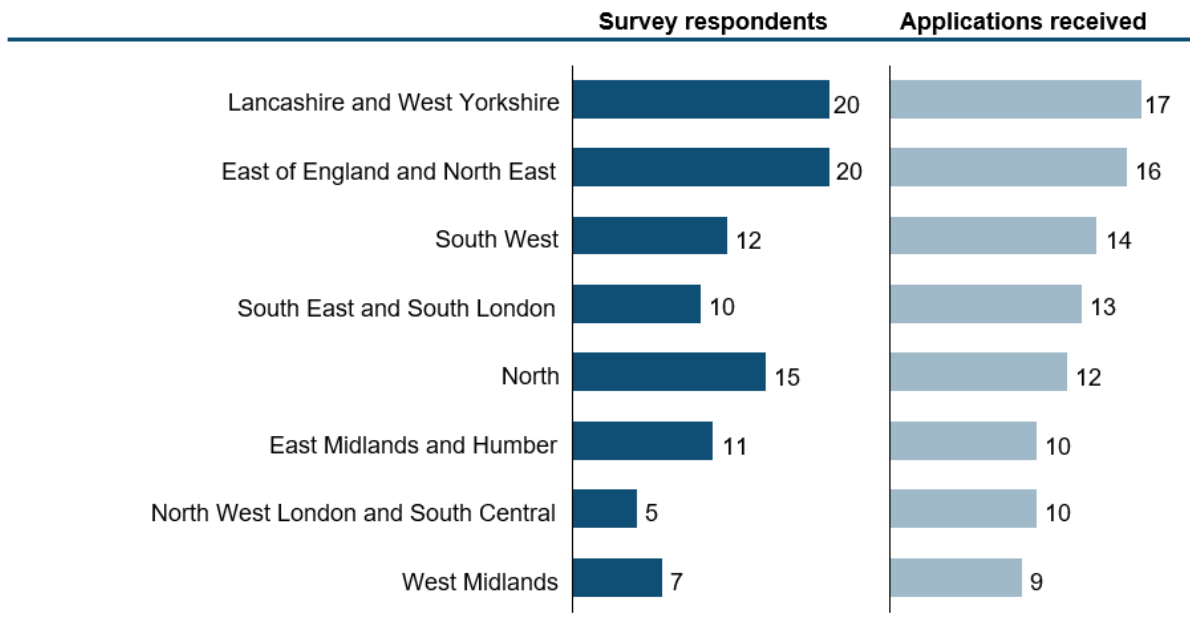 Survey respondents Applications received
Lancashire and West Yorkshire 20 17
East of England and North East 20 16
South West 12 14
South East and South London 10 13
North 15 12
East Midlands and Humber 11 10
North West London and South Central 5 10
West Midlands 7 9